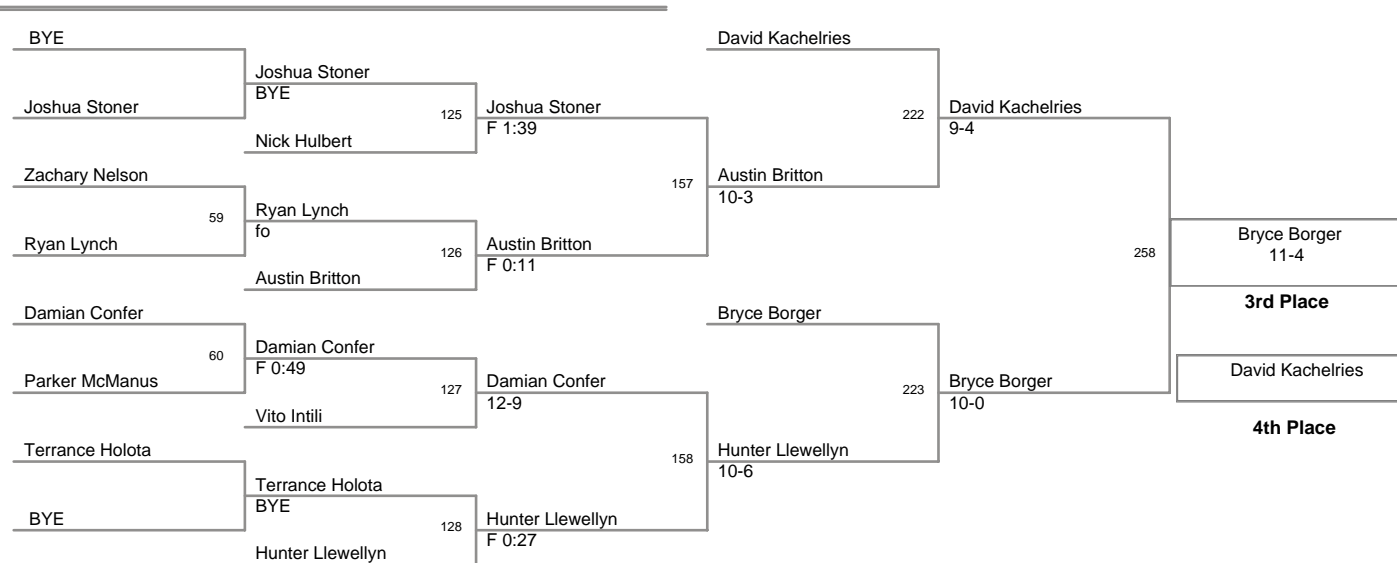 BYE
David Kachelries
Joshua Stoner
BYE
Joshua Stoner
125
Joshua Stoner
F 1:39
222
David Kachelries
9-4
Nick Hulbert
Zachary Nelson
157
Austin Britton
10-3
59
Ryan Lynch
fo
Ryan Lynch
126
Austin Britton
F 0:11
258
Bryce Borger
11-4
Austin Britton
3rd Place
Damian Confer
Bryce Borger
60
Damian Confer
F 0:49
Parker McManus
127
Damian Confer
12-9
223
Bryce Borger
10-0
David Kachelries
Vito Intili
4th Place
Terrance Holota
158
Hunter Llewellyn
10-6
Terrance Holota
BYE
BYE
128
Hunter Llewellyn
F 0:27
Hunter Llewellyn